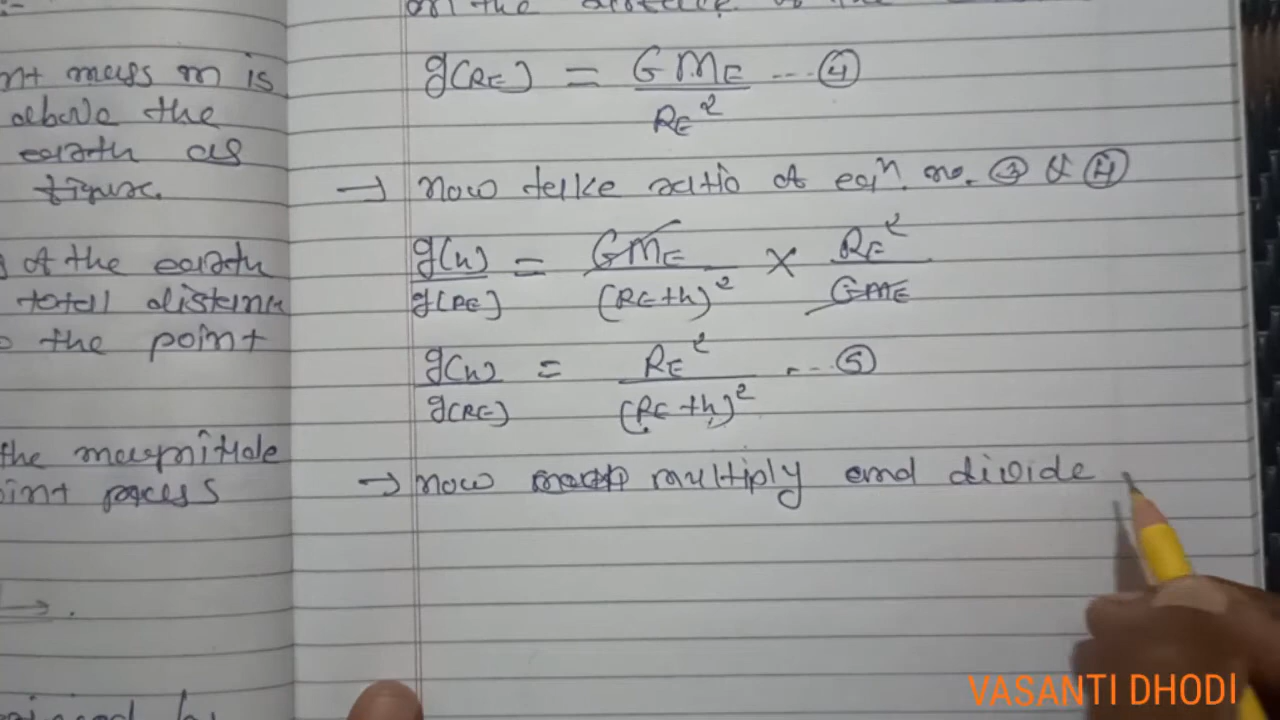 mass m is
above the
earth as
figure.
of the earth
total distance
the point
the magnitude
on the
g(RE) = GME / RE² ---④
→ now take ratio of eqⁿ. no. ③ & ④
g(h) / g(RE) = GME / (RE+h)² × RE² / GME
g(h) / g(RE) = RE² / (RE+h)² ---⑤
→ now multiply and divide
VASANTI DHODI